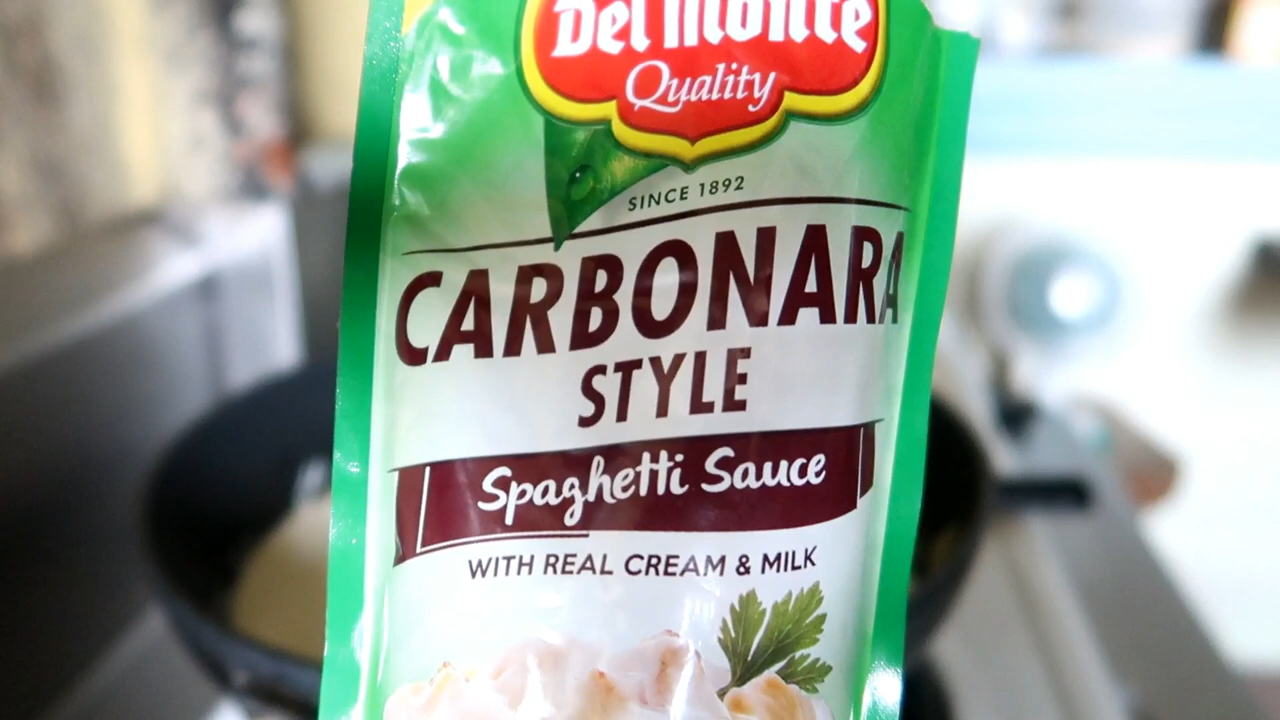 Del Monte
Quality
SINCE 1892
CARBONARA
STYLE
Spaghetti Sauce
WITH REAL CREAM & MILK